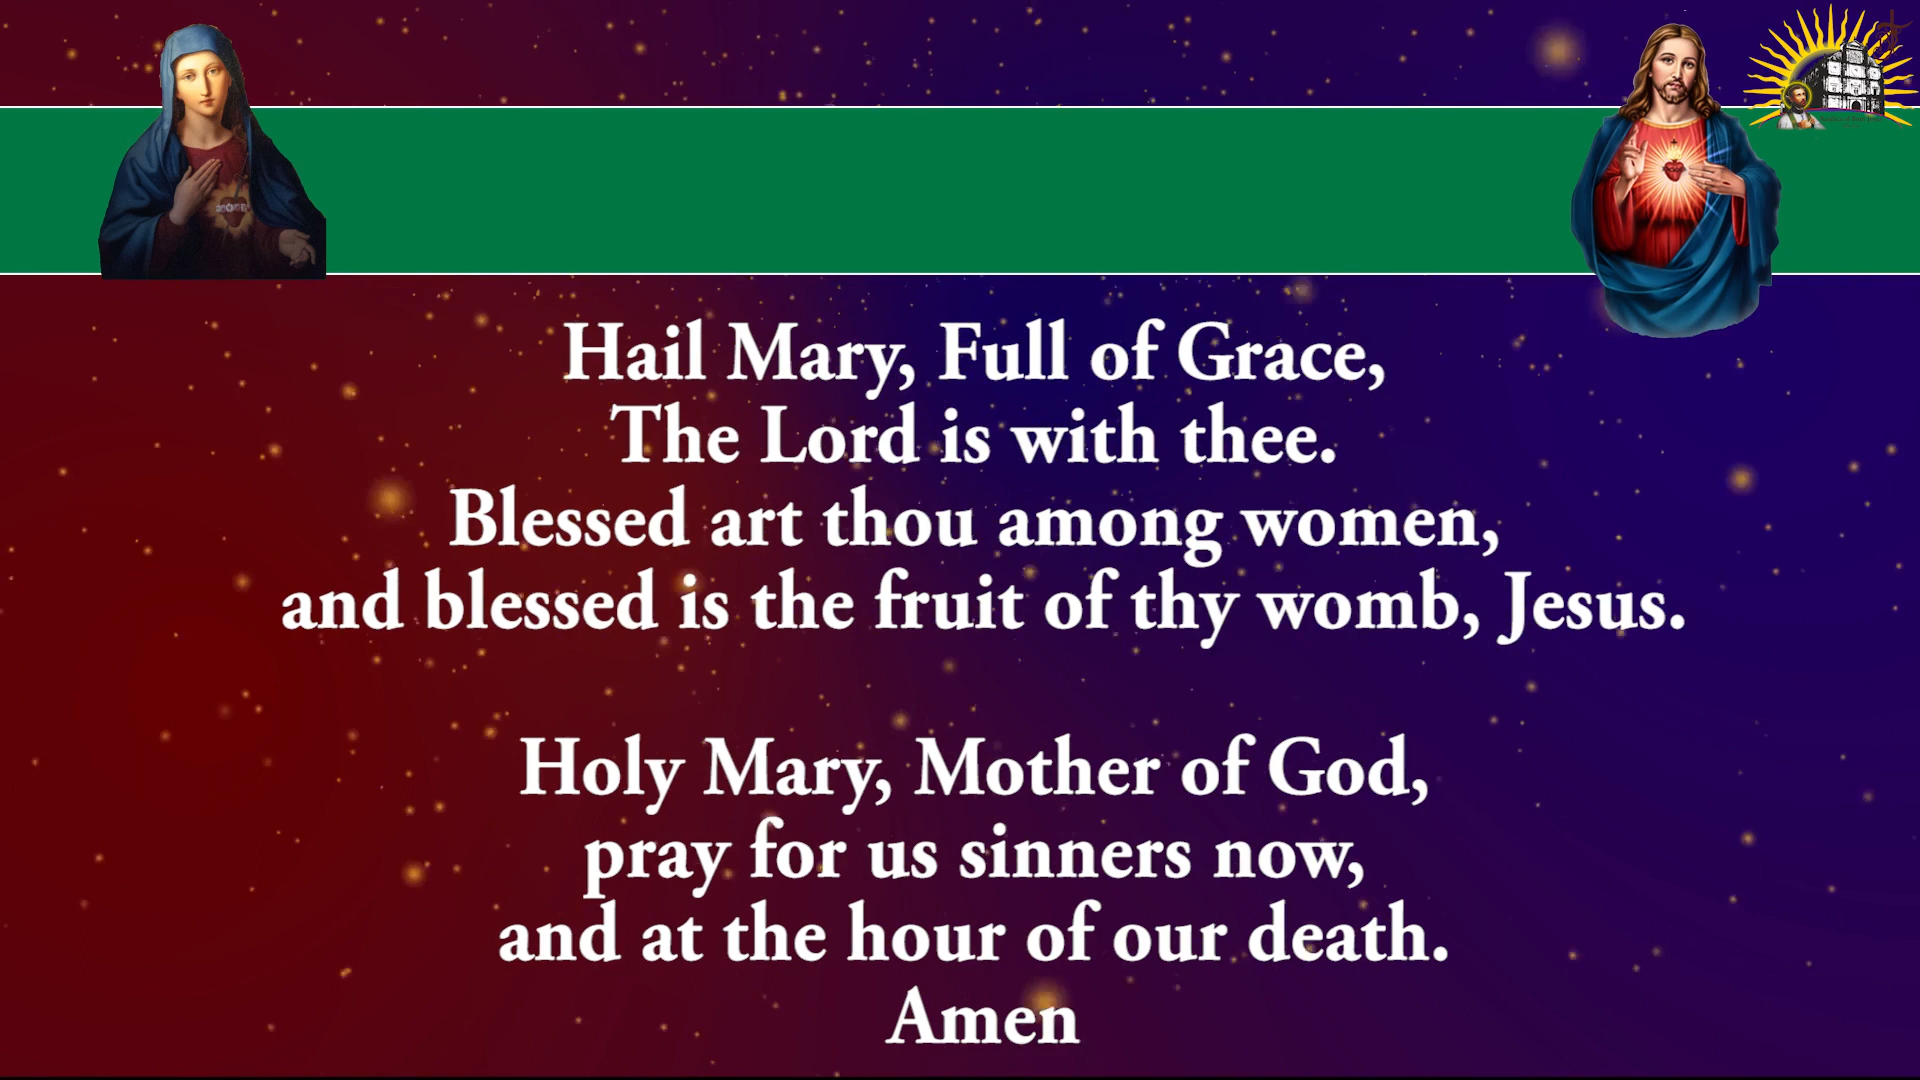 Hail Mary, Full of Grace,
The Lord is with thee.
Blessed art thou among women,
and blessed is the fruit of thy womb, Jesus.
Holy Mary, Mother of God,
pray for us sinners now,
and at the hour of our death.
Amen